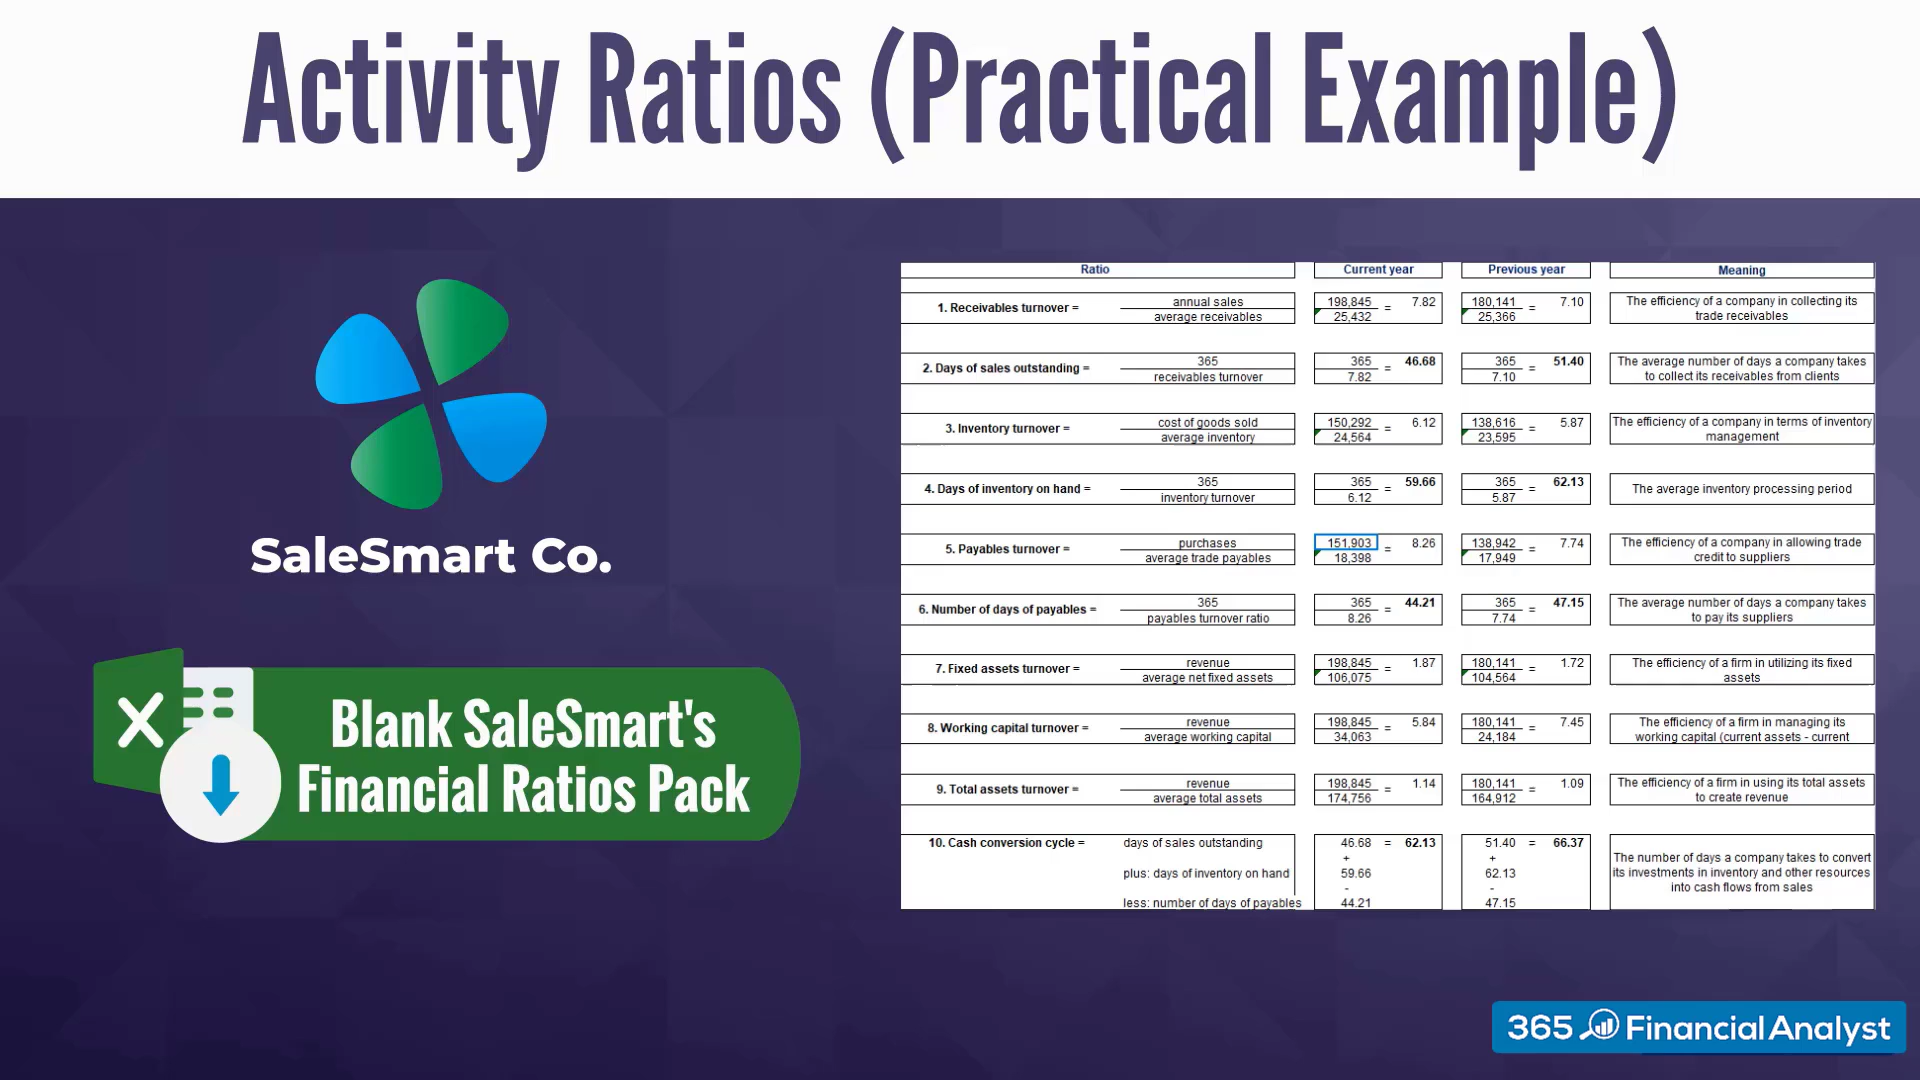 Activity Ratios (Practical Example)
SaleSmart Co.
X
Blank SaleSmart's
Financial Ratios Pack
Ratio Current year Previous year Meaning
1. Receivables turnover = annual sales 198,845 = 7.82 180,141 = 7.10 The efficiency of a company in collecting its
average receivables 25,432 25,366 trade receivables
2. Days of sales outstanding = 365 365 = 46.68 365 = 51.40 The average number of days a company takes
receivables turnover 7.82 7.10 to collect its receivables from clients
3. Inventory turnover = cost of goods sold 150,292 = 6.12 138,616 = 5.87 The efficiency of a company in terms of inventory
average inventory 24,564 23,595 management
4. Days of inventory on hand = 365 365 = 59.66 365 = 62.13 The average inventory processing period
inventory turnover 6.12 5.87
5. Payables turnover = purchases 151,903 = 8.26 138,942 = 7.74 The efficiency of a company in allowing trade
average trade payables 18,398 17,949 credit to suppliers
6. Number of days of payables = 365 365 = 44.21 365 = 47.15 The average number of days a company takes
payables turnover ratio 8.26 7.74 to pay its suppliers
7. Fixed assets turnover = revenue 198,845 = 1.87 180,141 = 1.72 The efficiency of a firm in utilizing its fixed
average net fixed assets 106,075 104,564 assets
8. Working capital turnover = revenue 198,845 = 5.84 180,141 = 7.45 The efficiency of a firm in managing its
average working capital 34,063 24,184 working capital (current assets - current
9. Total assets turnover = revenue 198,845 = 1.14 180,141 = 1.09 The efficiency of a firm in using its total assets
average total assets 174,756 164,912 to create revenue
10. Cash conversion cycle = days of sales outstanding 46.68 = 62.13 51.40 = 66.37
+ + The number of days a company takes to convert
plus: days of inventory on hand 59.66 62.13 its investments in inventory and other resources
- - into cash flows from sales
less: number of days of payables 44.21 47.15
365 Financial Analyst